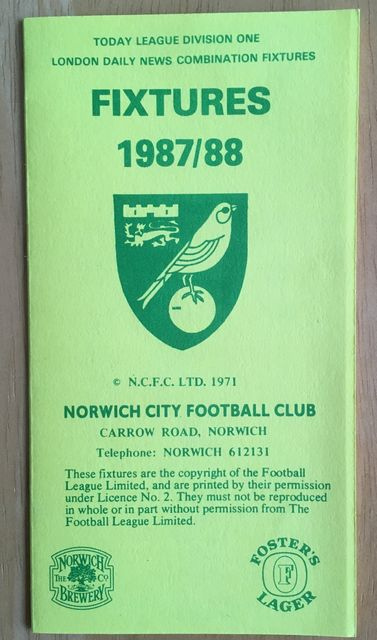 TODAY LEAGUE DIVISION ONE
LONDON DAILY NEWS COMBINATION FIXTURES
FIXTURES
1987/88
© N.C.F.C. LTD. 1971
NORWICH CITY FOOTBALL CLUB
CARROW ROAD, NORWICH
Telephone: NORWICH 612131
These fixtures are the copyright of the Football
League Limited, and are printed by their permission
under Licence No. 2. They must not be reproduced
in whole or in part without permission from The
Football League Limited.
NORWICH
THE CO
BREWERY
FOSTER'S
F
LAGER